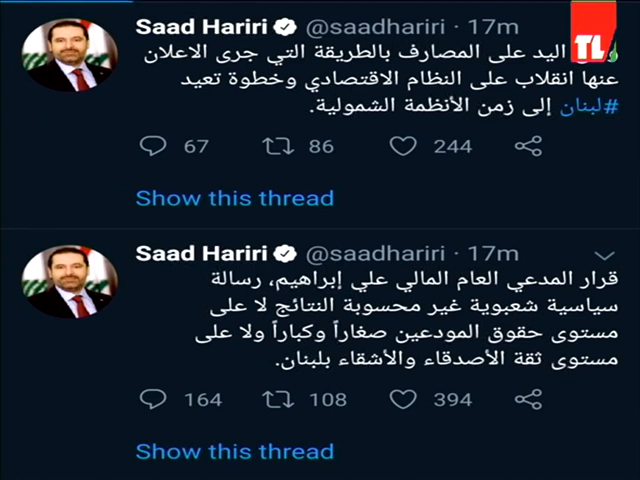 Saad Hariri @saadhariri · 17m
TL
اليد على المصارف بالطريقة التي جرى الاعلان
عنها انقلاب على النظام الاقتصادي وخطوة تعيد
#لبنان إلى زمن الأنظمة الشمولية.
67 86 244
Show this thread
Saad Hariri @saadhariri · 17m
قرار المدعي العام المالي علي إبراهيم، رسالة
سياسية شعبوية غير محسوبة النتائج لا على
مستوى حقوق المودعين صغاراً وكباراً ولا على
مستوى ثقة الأصدقاء والأشقاء بلبنان.
164 108 394
Show this thread